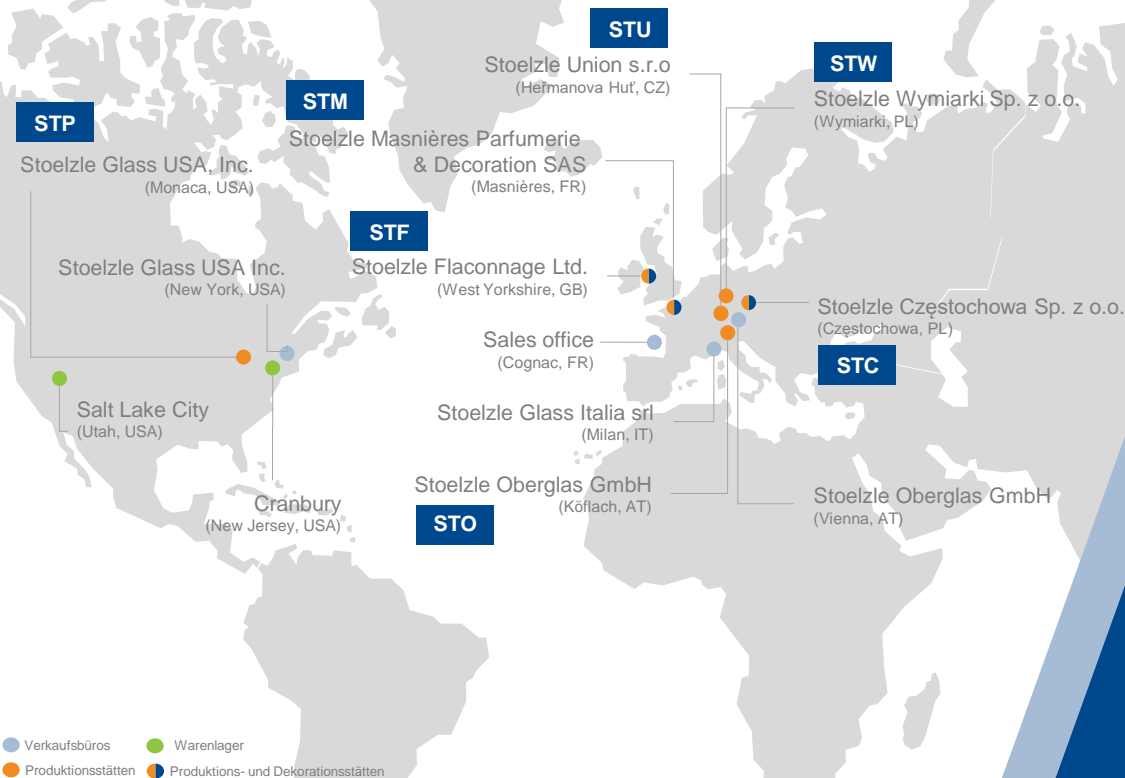 STU
Stoelzle Union s.r.o
(Heřmanova Huť, CZ)
STW
Stoelzle Wymiarki Sp. z o.o.
(Wymiarki, PL)
STM
Stoelzle Masnières Parfumerie
& Decoration SAS
(Masnières, FR)
STP
Stoelzle Glass USA, Inc.
(Monaca, USA)
STF
Stoelzle Flaconnage Ltd.
(West Yorkshire, GB)
Stoelzle Glass USA Inc.
(New York, USA)
Stoelzle Częstochowa Sp. z o.o.
(Częstochowa, PL)
STC
Sales office
(Cognac, FR)
Salt Lake City
(Utah, USA)
Stoelzle Glass Italia srl
(Milan, IT)
Cranbury
(New Jersey, USA)
Stoelzle Oberglas GmbH
(Köflach, AT)
STO
Stoelzle Oberglas GmbH
(Vienna, AT)
Verkaufsbüros
Warenlager
Produktionsstätten
Produktions- und Dekorationsstätten